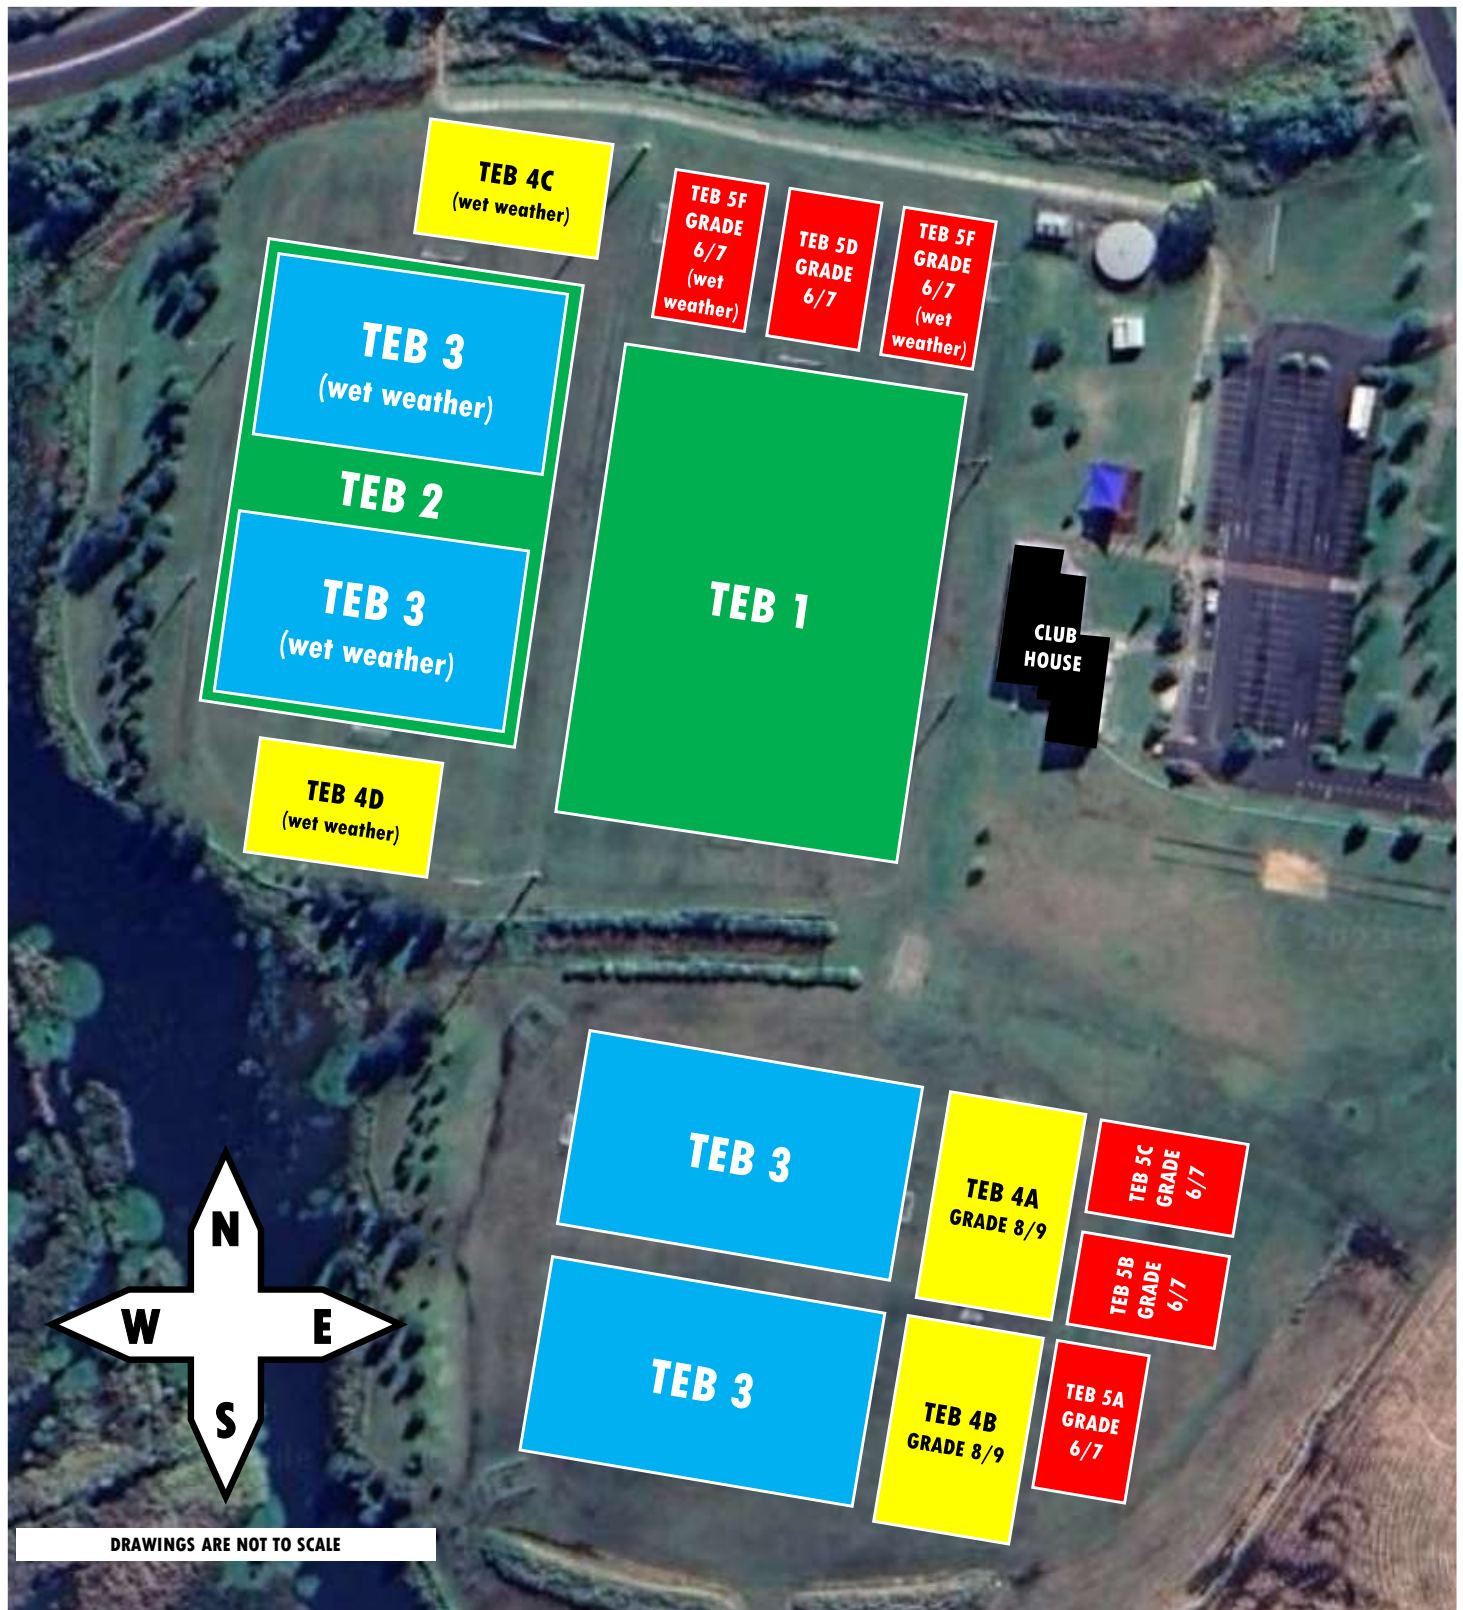 TEB 4C
(wet weather)
TEB 5F
GRADE
6/7
(wet
weather)
TEB 5D
GRADE
6/7
TEB 5F
GRADE
6/7
(wet
weather)
TEB 3
(wet weather)
TEB 2
TEB 3
(wet weather)
TEB 1
CLUB
HOUSE
TEB 4D
(wet weather)
TEB 3
TEB 4A
GRADE 8/9
TEB 5C
GRADE
6/7
TEB 5B
GRADE
6/7
TEB 3
TEB 4B
GRADE 8/9
TEB 5A
GRADE
6/7
N
W E
S
DRAWINGS ARE NOT TO SCALE